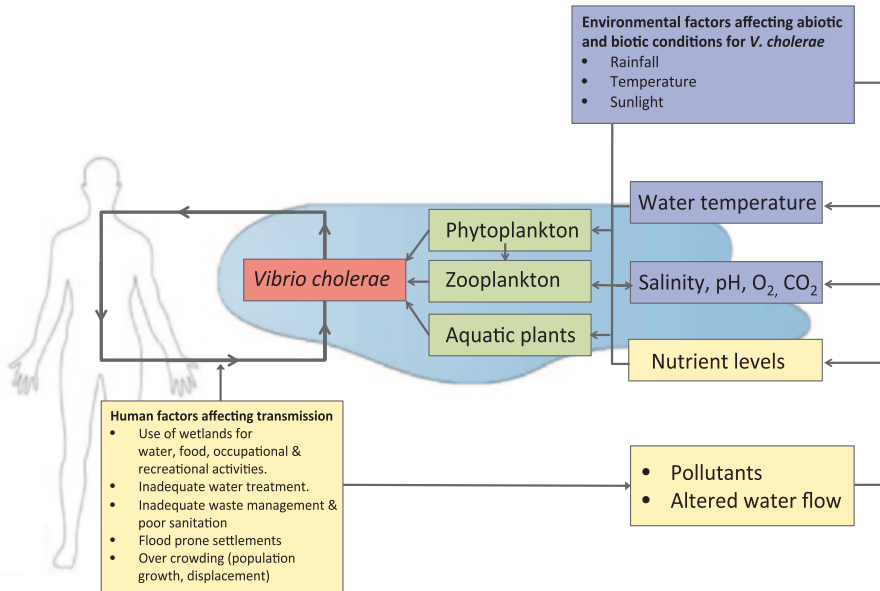 Environmental factors affecting abiotic
and biotic conditions for V. cholerae
• Rainfall
• Temperature
• Sunlight
Water temperature
Phytoplankton
Vibrio cholerae
Zooplankton
Salinity, pH, O₂, CO₂
Aquatic plants
Nutrient levels
Human factors affecting transmission
• Use of wetlands for
water, food, occupational &
recreational activities.
• Inadequate water treatment.
• Inadequate waste management &
poor sanitation
• Flood prone settlements
• Over crowding (population
growth, displacement)
• Pollutants
• Altered water flow